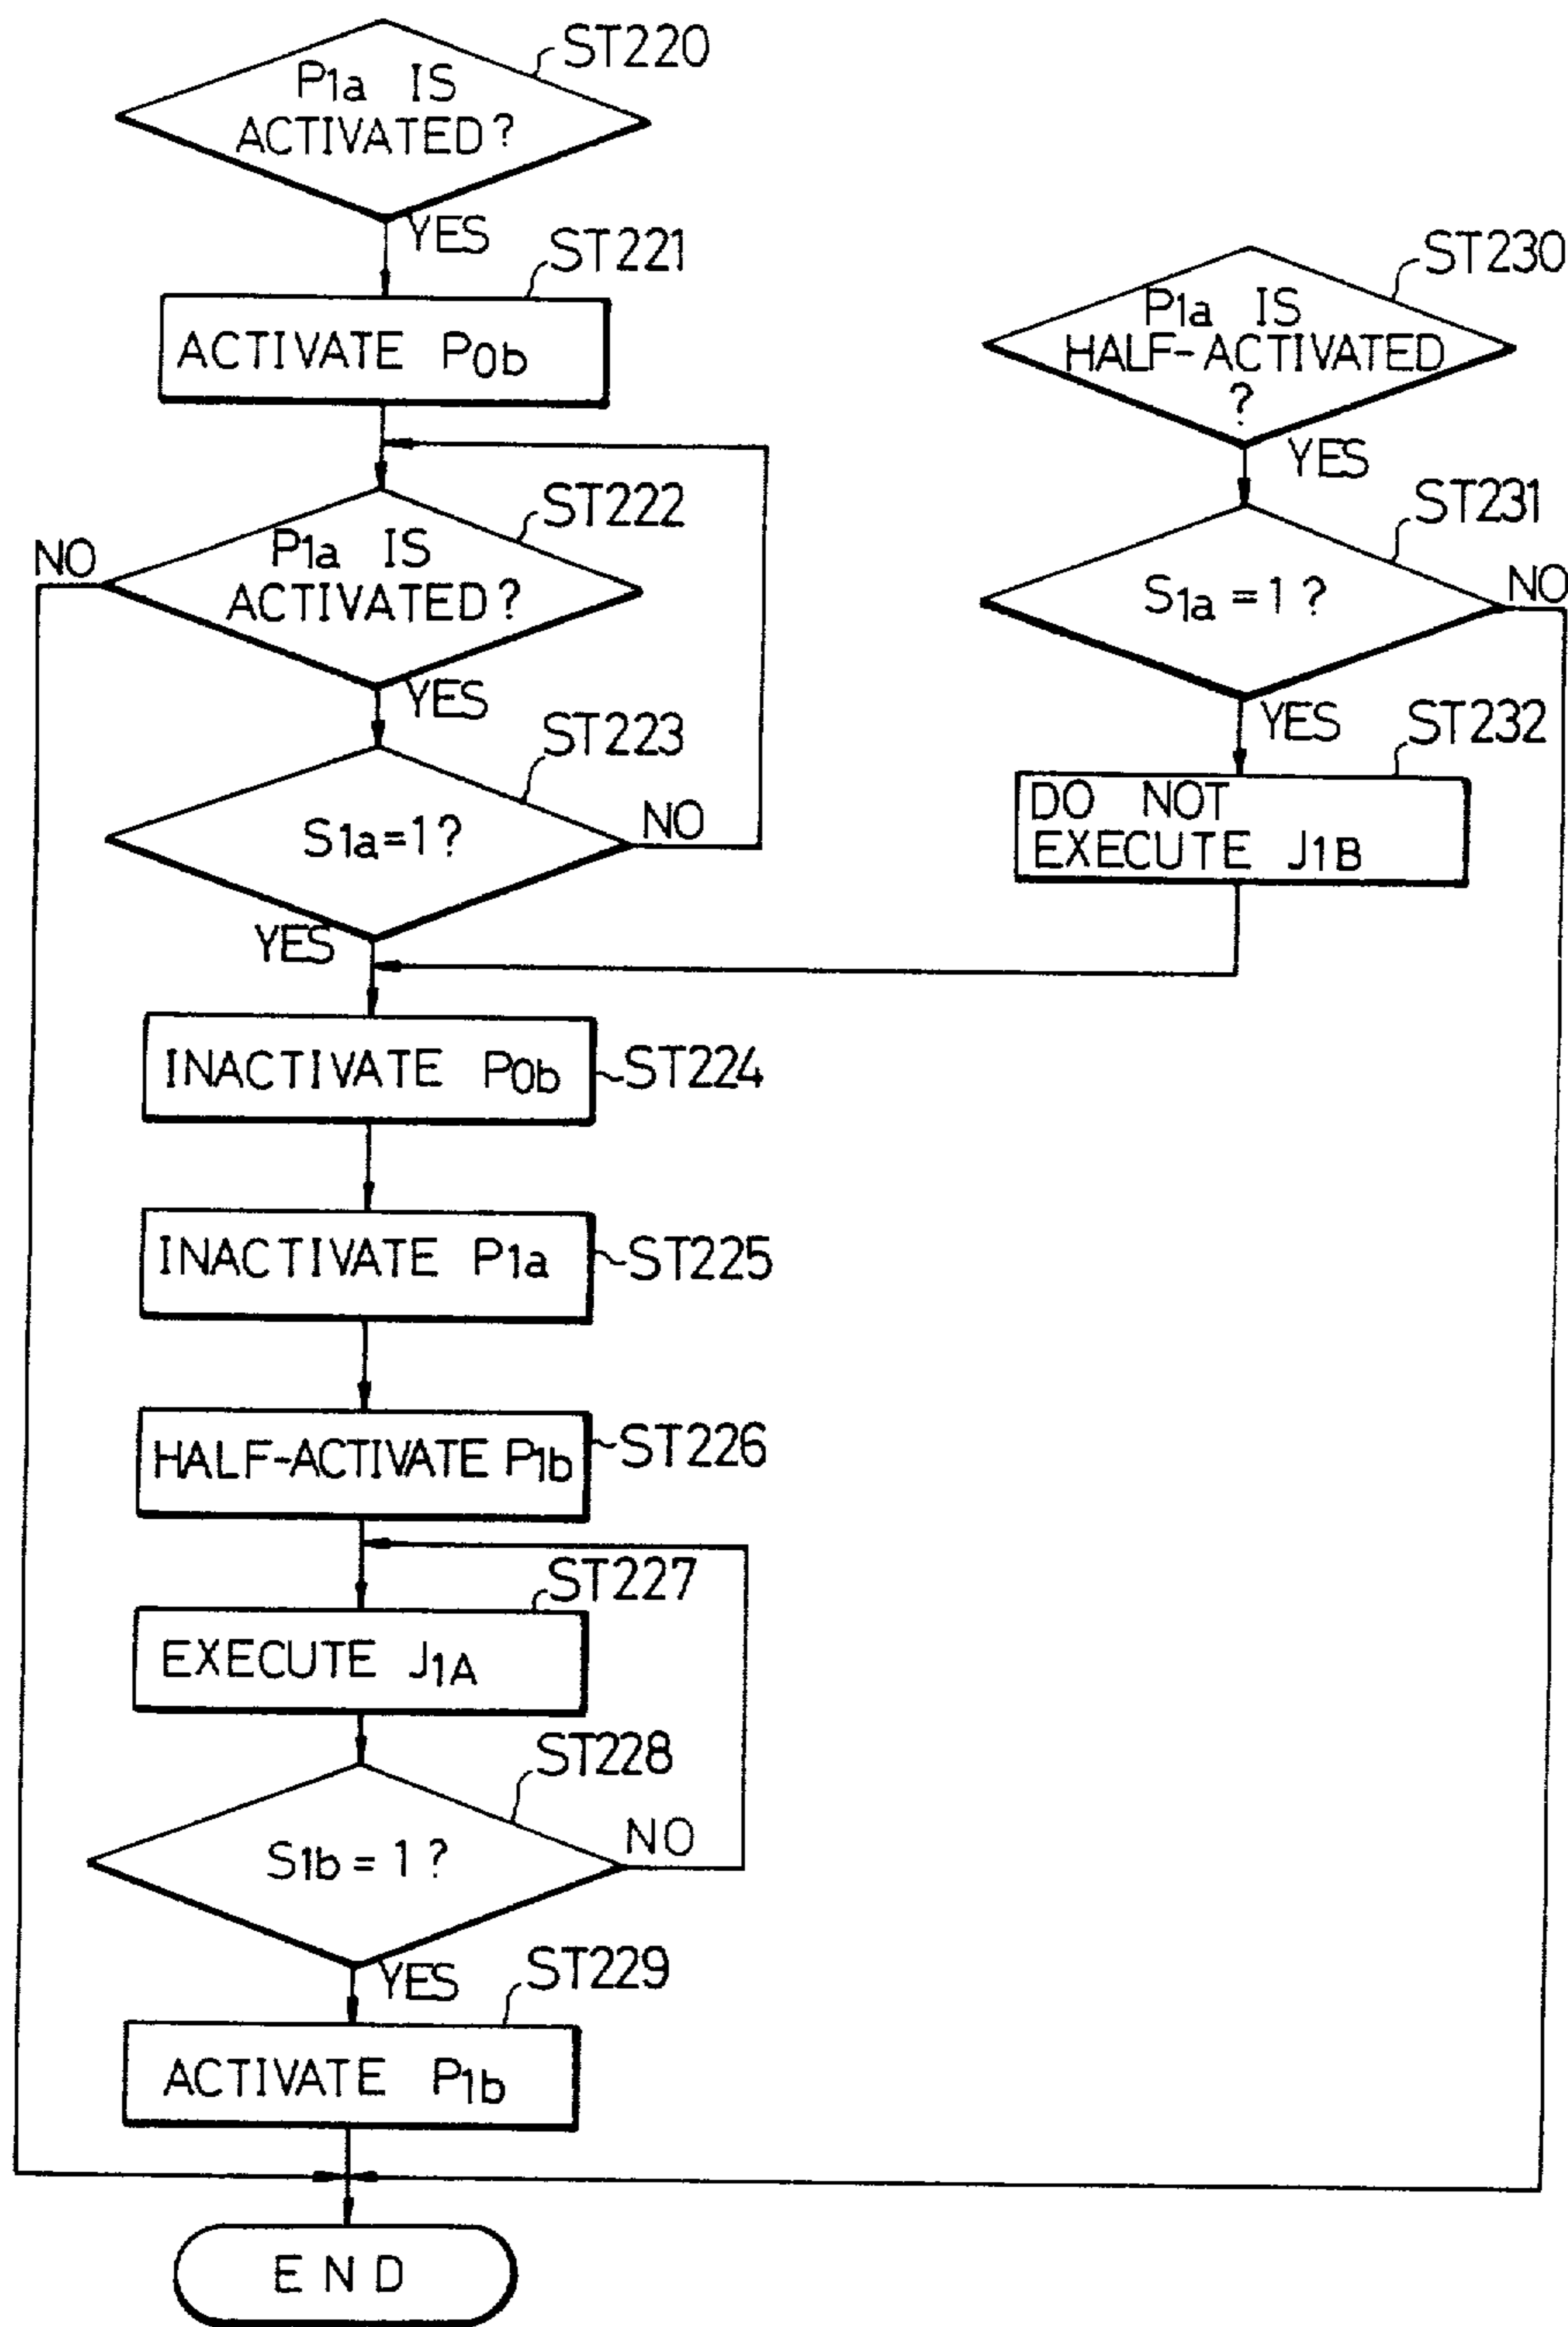 ST220
P1a IS
ACTIVATED?
YES
ST221
ACTIVATE P0b
ST222
P1a IS
ACTIVATED?
NO
YES
ST223
S1a=1?
NO
YES
ST230
P1a IS
HALF-ACTIVATED
?
YES
ST231
S1a=1?
NO
YES
ST232
DO NOT
EXECUTE J1B
INACTIVATE P0b
ST224
INACTIVATE P1a
ST225
HALF-ACTIVATE P1b
ST226
ST227
EXECUTE J1A
ST228
S1b=1?
NO
YES
ST229
ACTIVATE P1b
END